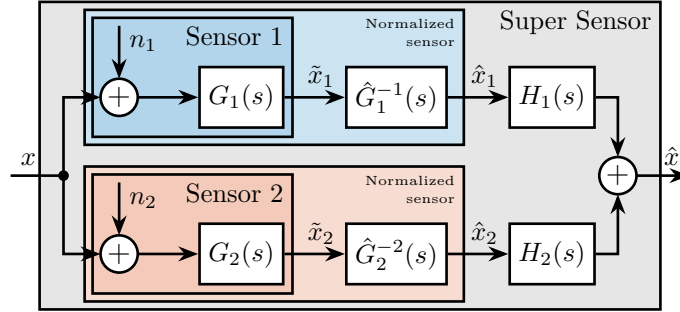 Super Sensor
Normalized
sensor
Sensor 1
n₁
+
G₁(s)
x̃₁
Ĝ₁⁻¹(s)
x̂₁
H₁(s)
x
+
x̂
Normalized
sensor
Sensor 2
n₂
+
G₂(s)
x̃₂
Ĝ₂⁻²(s)
x̂₂
H₂(s)